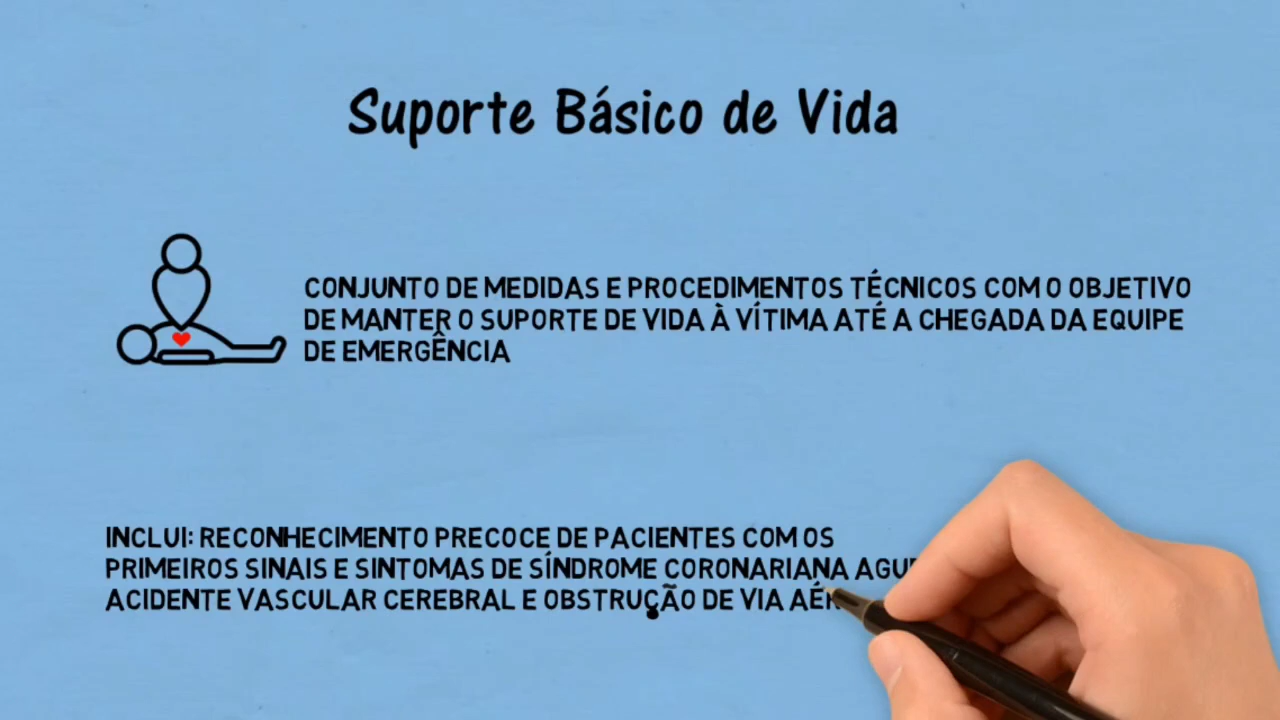 Suporte Básico de Vida
CONJUNTO DE MEDIDAS E PROCEDIMENTOS TÉCNICOS COM O OBJETIVO
DE MANTER O SUPORTE DE VIDA À VÍTIMA ATÉ A CHEGADA DA EQUIPE
DE EMERGÊNCIA
INCLUI: RECONHECIMENTO PRECOCE DE PACIENTES COM OS
PRIMEIROS SINAIS E SINTOMAS DE SÍNDROME CORONARIANA
ACIDENTE VASCULAR CEREBRAL E OBSTRUÇÃO DE VIA